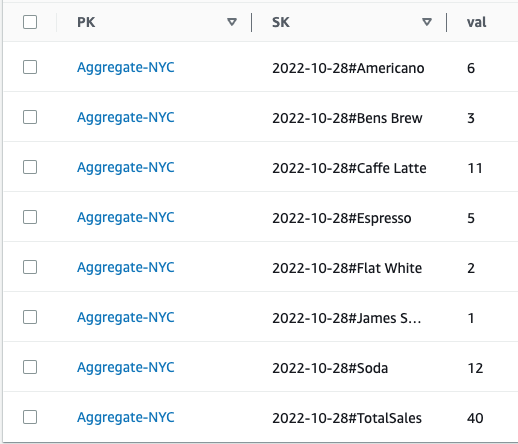 PK SK val
Aggregate-NYC 2022-10-28#Americano 6
Aggregate-NYC 2022-10-28#Bens Brew 3
Aggregate-NYC 2022-10-28#Caffe Latte 11
Aggregate-NYC 2022-10-28#Espresso 5
Aggregate-NYC 2022-10-28#Flat White 2
Aggregate-NYC 2022-10-28#James S... 1
Aggregate-NYC 2022-10-28#Soda 12
Aggregate-NYC 2022-10-28#TotalSales 40